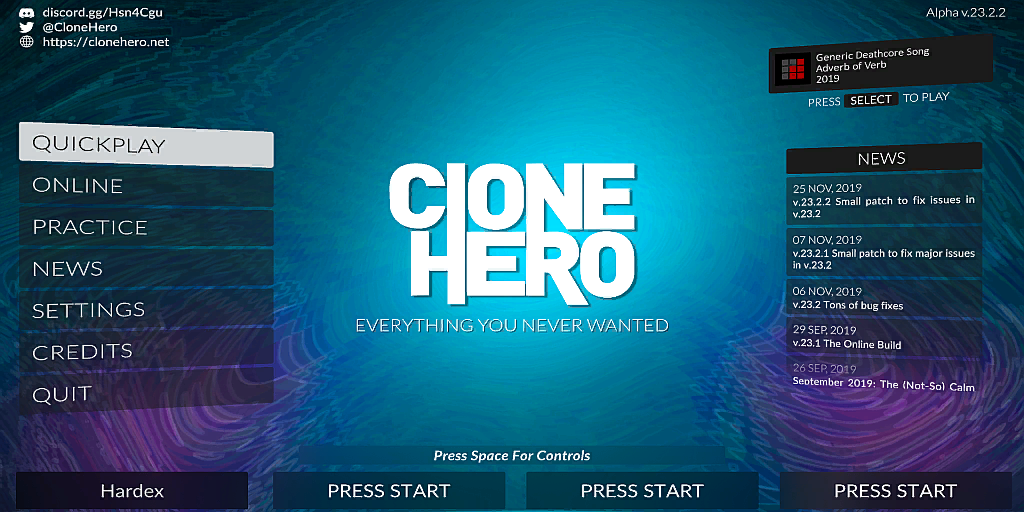 discord.gg/Hsn4Cgu
@CloneHero
https://clonehero.net
Alpha v.23.2.2
Generic Deathcore Song
Adverb of Verb
2019
PRESS SELECT TO PLAY
QUICKPLAY
ONLINE
PRACTICE
NEWS
SETTINGS
CREDITS
QUIT
CLONE
HERO
EVERYTHING YOU NEVER WANTED
NEWS
25 NOV, 2019
v.23.2.2 Small patch to fix issues in
v.23.2
07 NOV, 2019
v.23.2.1 Small patch to fix major issues
in v.23.2
06 NOV, 2019
v.23.2 Tons of bug fixes
29 SEP, 2019
v.23.1 The Online Build
26 SEP, 2019
September 2019: The (Not-So) Calm
Press Space For Controls
Hardex
PRESS START
PRESS START
PRESS START